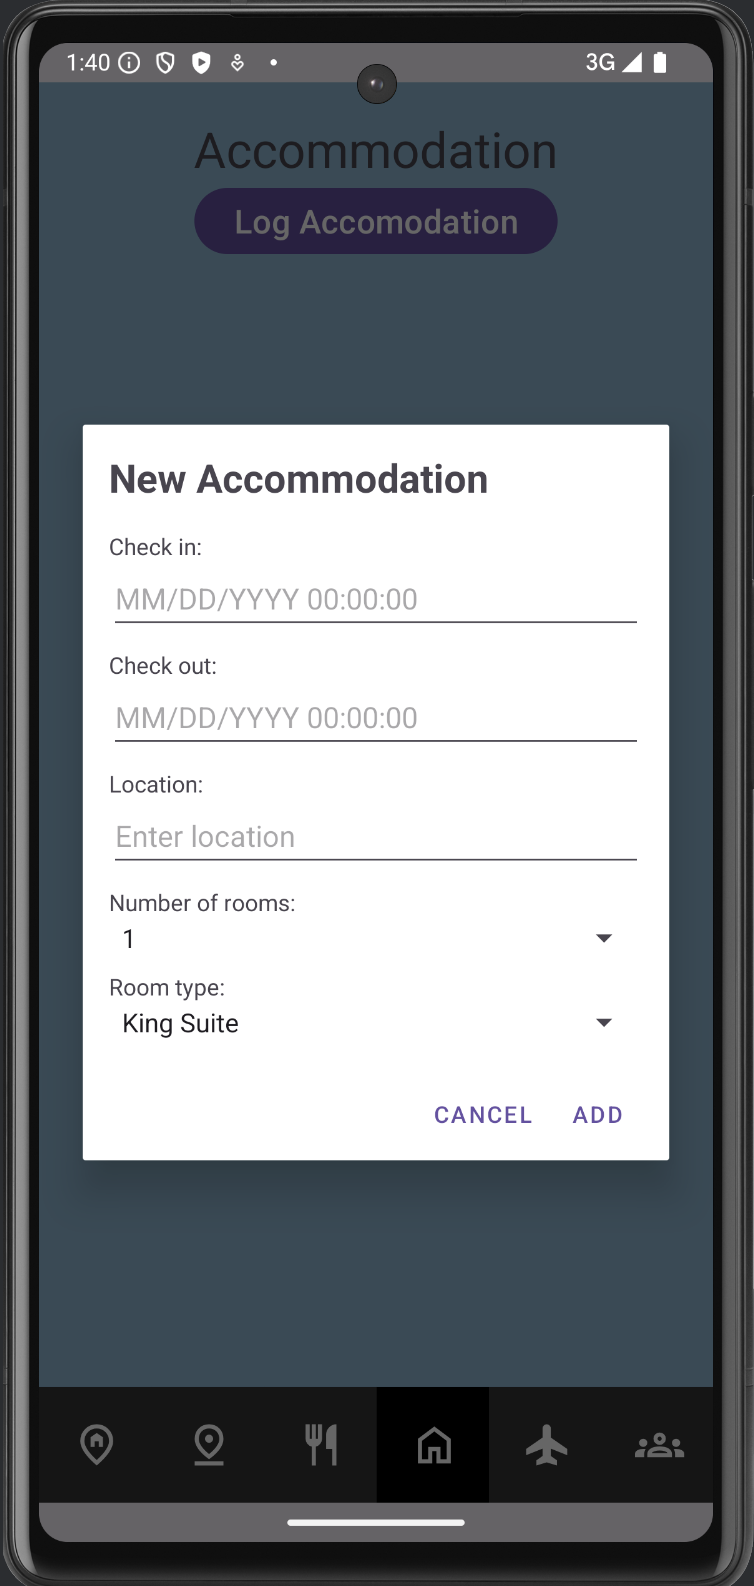 1:40
3G
Accommodation
Log Accomodation
New Accommodation
Check in:
MM/DD/YYYY 00:00:00
Check out:
MM/DD/YYYY 00:00:00
Location:
Enter location
Number of rooms:
1
Room type:
King Suite
CANCEL ADD